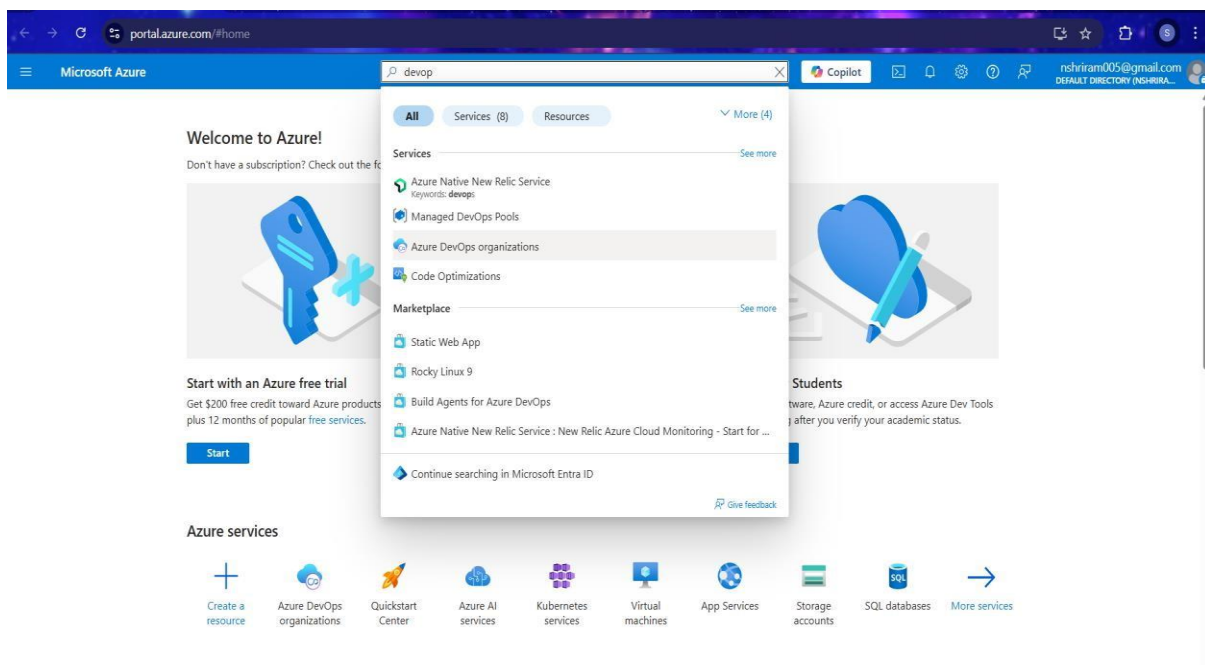 portal.azure.com/#home
S
Microsoft Azure
devop
Copilot
nshriram005@gmail.com
DEFAULT DIRECTORY (NSHRIRA...
All
Services (8)
Resources
More (4)
Welcome to Azure!
Don't have a subscription? Check out the fo
Services
See more
Azure Native New Relic Service
Keywords: devops
Managed DevOps Pools
Azure DevOps organizations
Code Optimizations
Marketplace
See more
Static Web App
Rocky Linux 9
Build Agents for Azure DevOps
Azure Native New Relic Service : New Relic Azure Cloud Monitoring - Start for ...
Continue searching in Microsoft Entra ID
Give feedback
Start with an Azure free trial
Get $200 free credit toward Azure products
plus 12 months of popular free services.
Start
Students
tware, Azure credit, or access Azure Dev Tools
after you verify your academic status.
Azure services
Create a
resource
Azure DevOps
organizations
Quickstart
Center
Azure AI
services
Kubernetes
services
Virtual
machines
App Services
Storage
accounts
SQL
SQL databases
More services